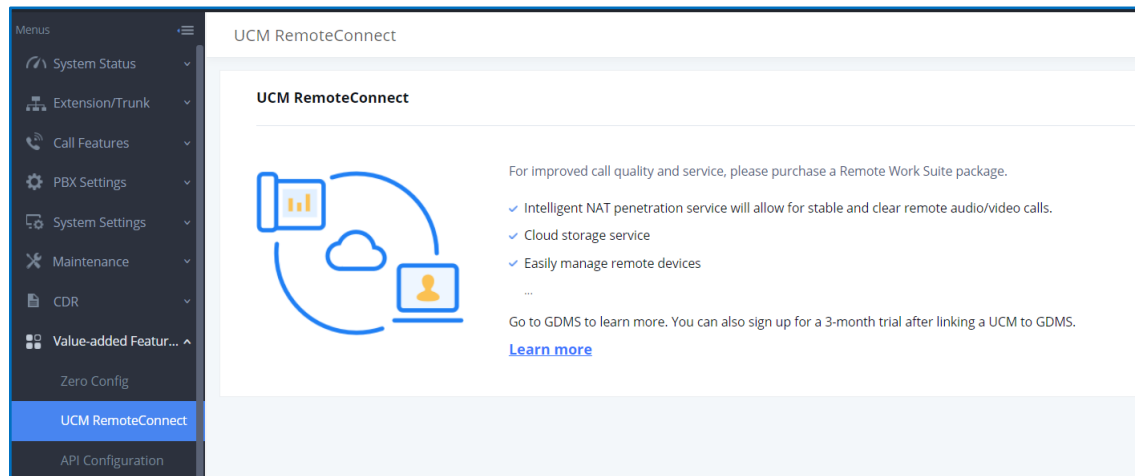 Menus
System Status
Extension/Trunk
Call Features
PBX Settings
System Settings
Maintenance
CDR
Value-added Featur...
Zero Config
UCM RemoteConnect
API Configuration
UCM RemoteConnect
UCM RemoteConnect
For improved call quality and service, please purchase a Remote Work Suite package.
Intelligent NAT penetration service will allow for stable and clear remote audio/video calls.
Cloud storage service
Easily manage remote devices
...
Go to GDMS to learn more. You can also sign up for a 3-month trial after linking a UCM to GDMS.
Learn more